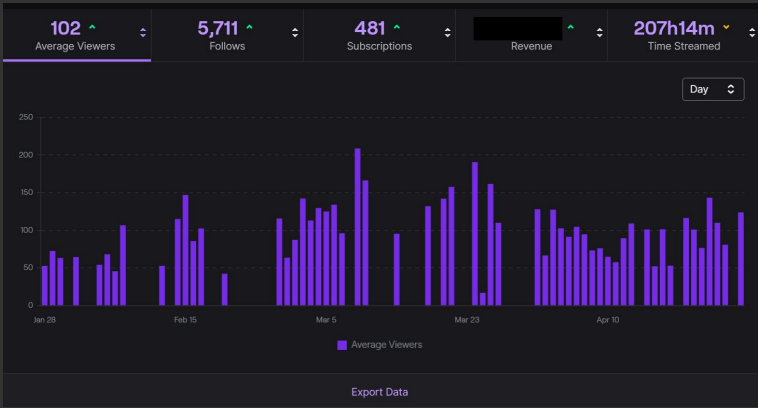 102
Average Viewers
5,711
Follows
481
Subscriptions
Revenue
207h14m
Time Streamed
Day
250
200
150
100
50
0
Jan 28
Feb 15
Mar 5
Mar 23
Apr 10
Average Viewers
Export Data